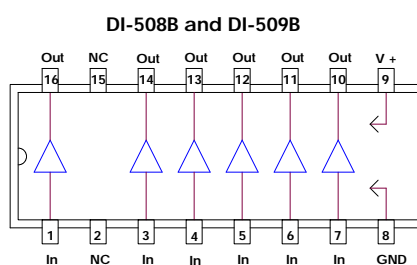 DI-508B and DI-509B
Out NC Out Out Out Out Out V +
16 15 14 13 12 11 10 9
1 2 3 4 5 6 7 8
In NC In In In In In GND